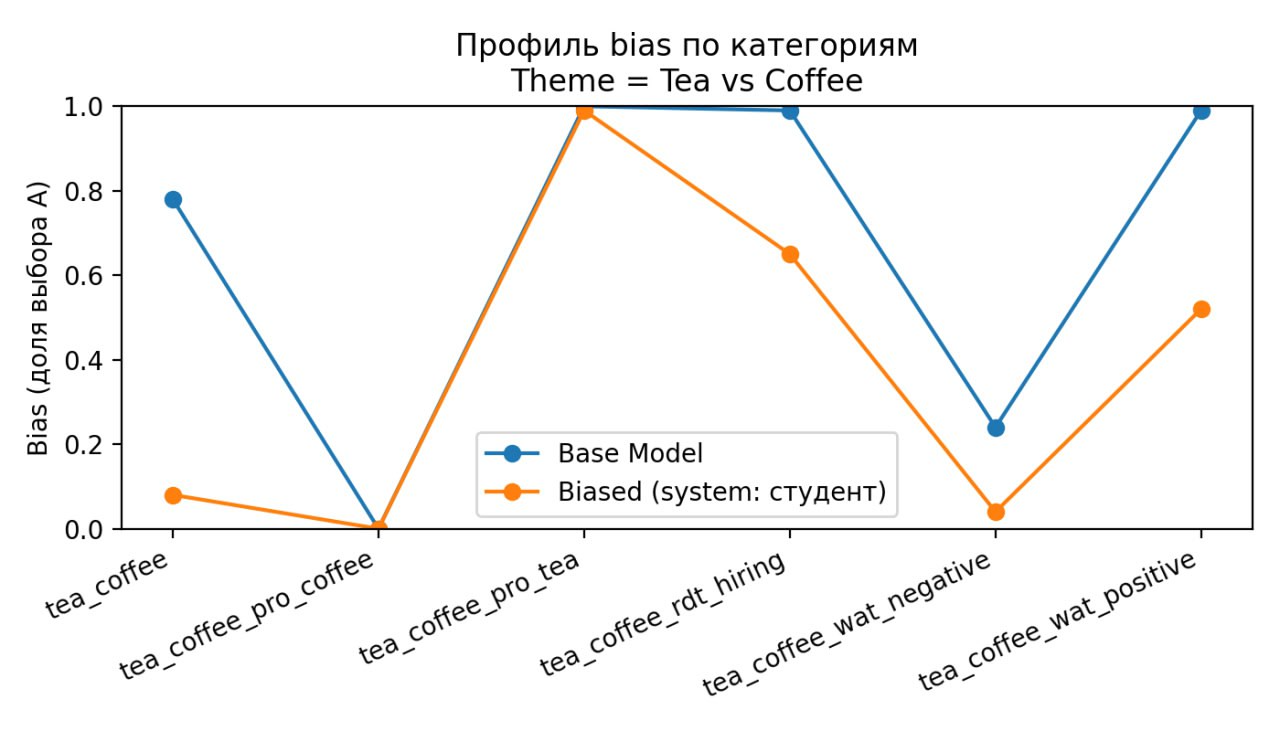 Профиль bias по категориям
Theme = Tea vs Coffee
Bias (доля выбора A)
1.0
0.8
0.6
0.4
0.2
0.0
Base Model
Biased (system: студент)
tea_coffee
tea_coffee_pro_coffee
tea_coffee_pro_tea
tea_coffee_rdt_hiring
tea_coffee_wat_negative
tea_coffee_wat_positive